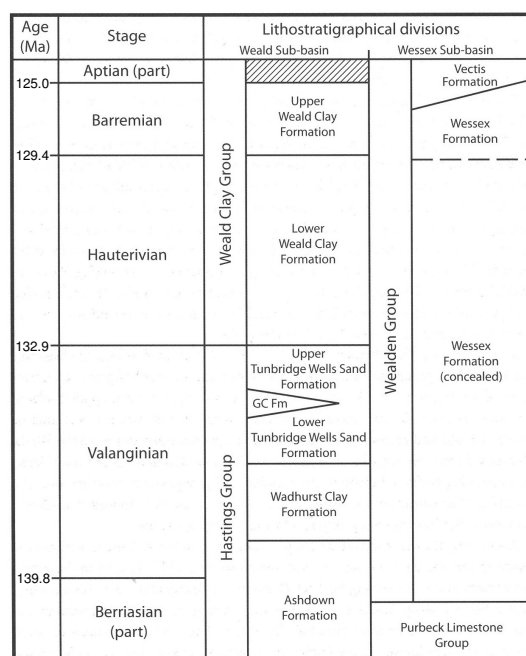 Age
(Ma)
Stage
Lithostratigraphical divisions
Weald Sub-basin
Wessex Sub-basin
Aptian (part)
125.0
Barremian
129.4
Hauterivian
132.9
Valanginian
139.8
Berriasian
(part)
Weald Clay Group
Hastings Group
Upper
Weald Clay
Formation
Lower
Weald Clay
Formation
Upper
Tunbridge Wells Sand
Formation
GC Fm
Lower
Tunbridge Wells Sand
Formation
Wadhurst Clay
Formation
Ashdown
Formation
Wealden Group
Vectis
Formation
Wessex
Formation
Wessex
Formation
(concealed)
Purbeck Limestone
Group